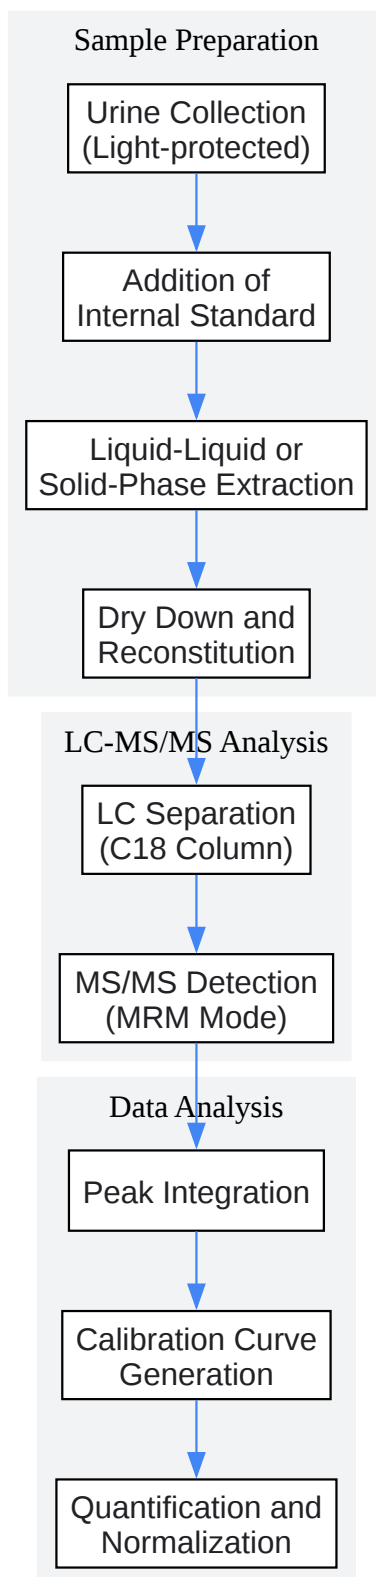 Sample Preparation
Urine Collection
(Light-protected)
Addition of
Internal Standard
Liquid-Liquid or
Solid-Phase Extraction
Dry Down and
Reconstitution
LC-MS/MS Analysis
LC Separation
(C18 Column)
MS/MS Detection
(MRM Mode)
Data Analysis
Peak Integration
Calibration Curve
Generation
Quantification and
Normalization